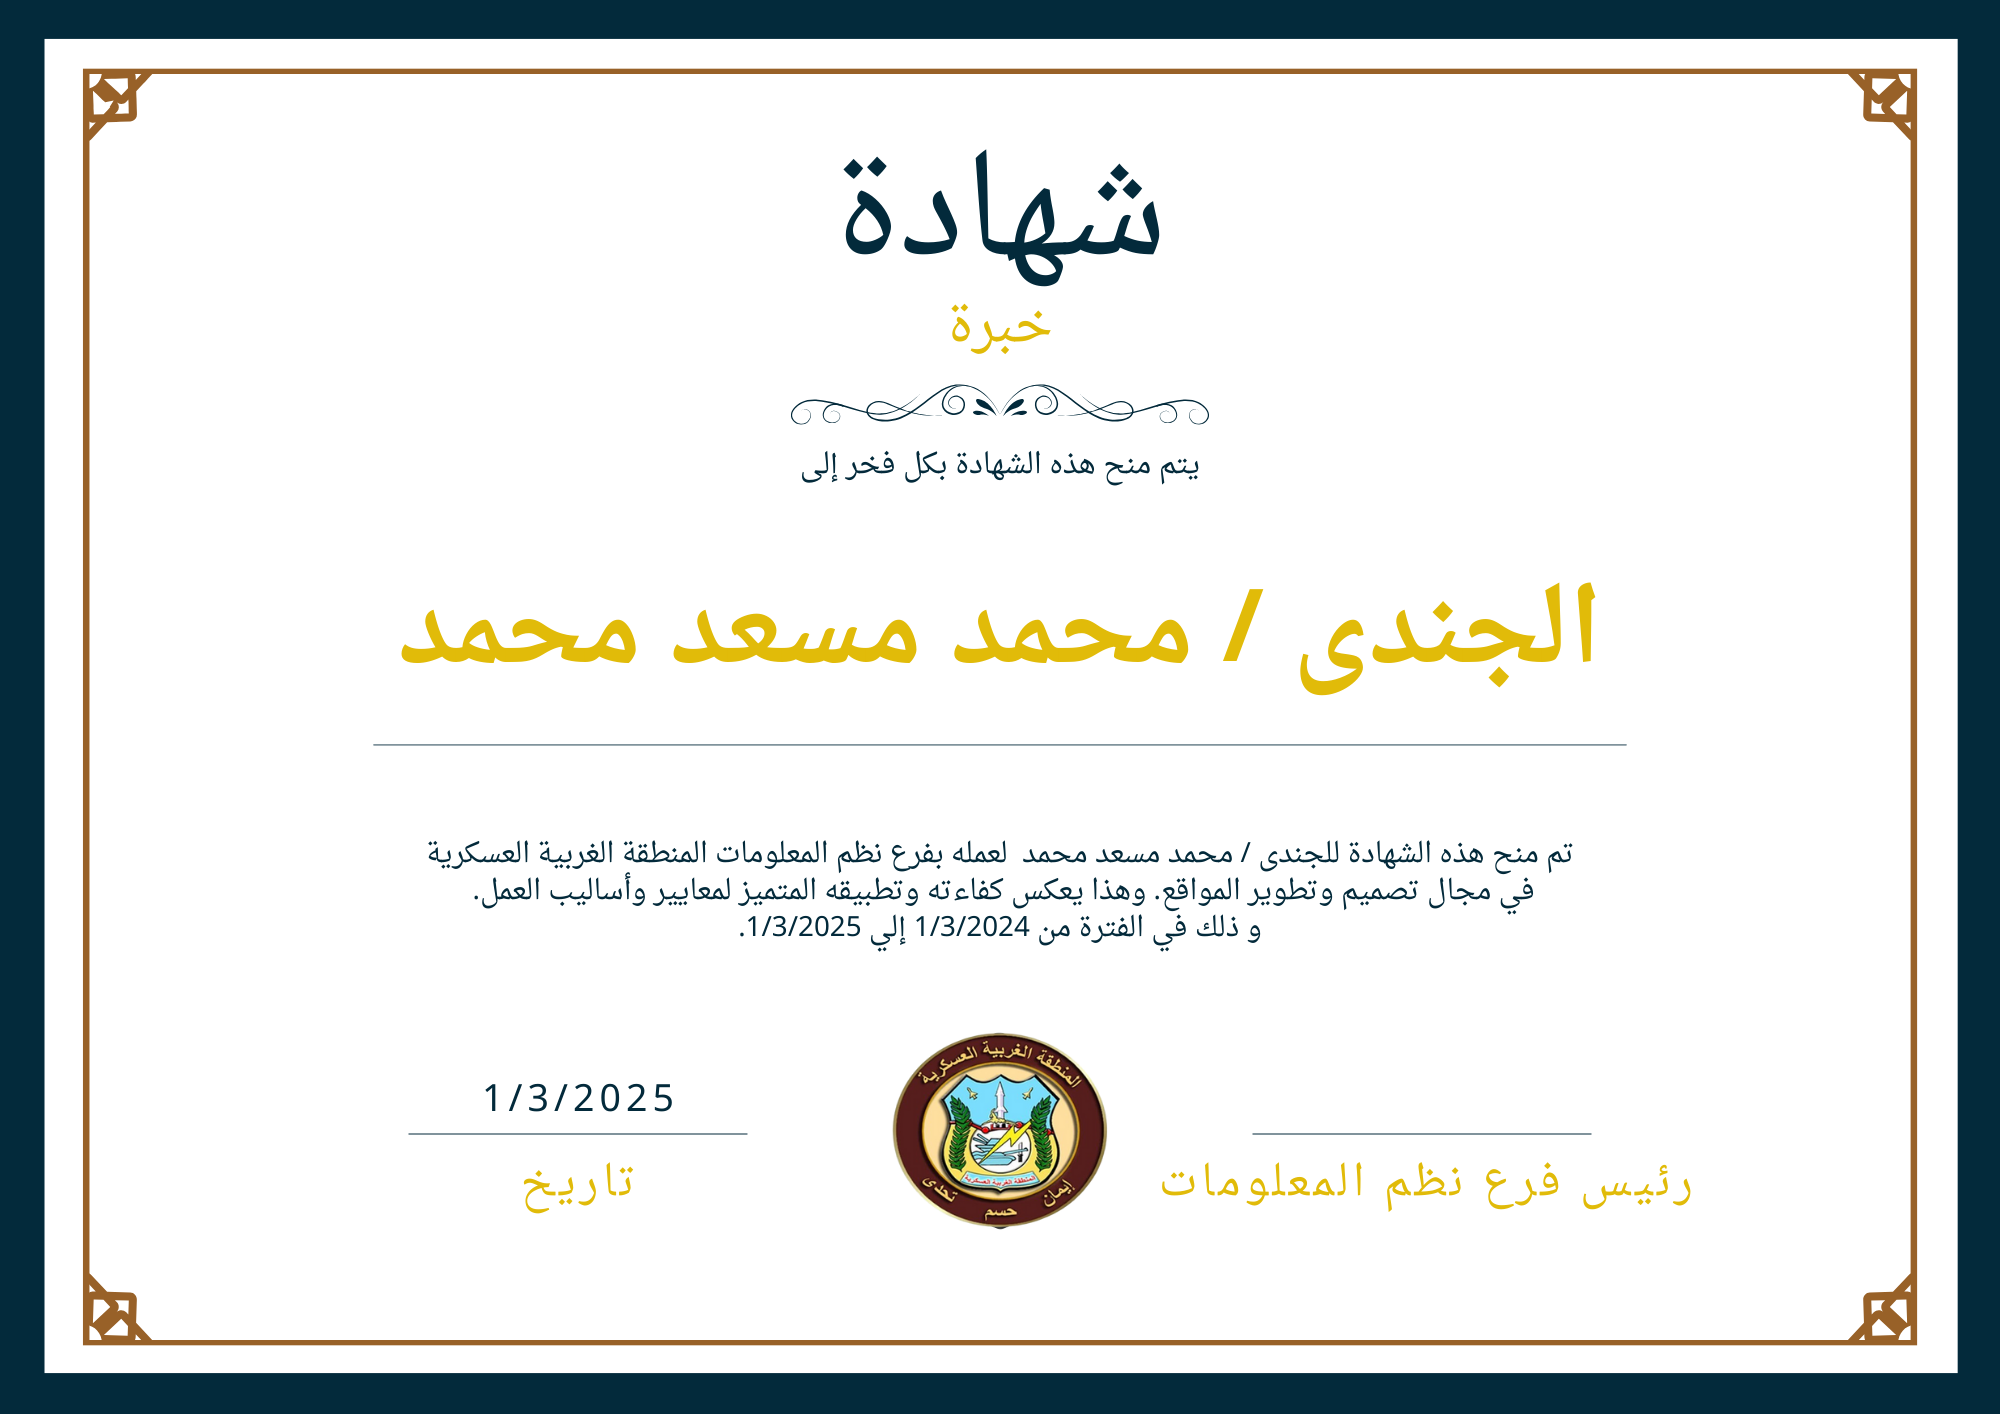 شهادة
خبرة
يتم منح هذه الشهادة بكل فخر إلى
الجندى / محمد مسعد محمد
تم منح هذه الشهادة للجندى / محمد مسعد محمد لعمله بفرع نظم المعلومات المنطقة الغربية العسكرية
في مجال تصميم وتطوير المواقع. وهذا يعكس كفاءته وتطبيقه المتميز لمعايير وأساليب العمل.
و ذلك في الفترة من 1/3/2024 إلي 1/3/2025.
المنطقة الغربية العسكرية
المنطقة الغربية العسكرية
إيمان حسم تحدى
رئيس فرع نظم المعلومات
1/3/2025
تاريخ